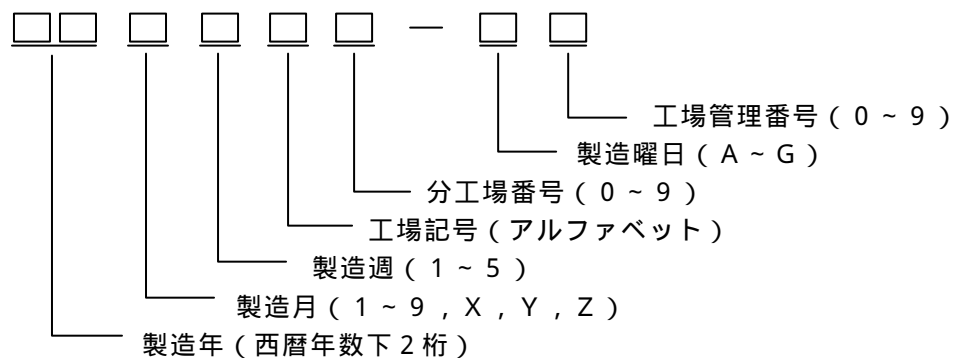 □□ □ □ □ □ － □ □
工場管理番号（０～９）
製造曜日（Ａ～Ｇ）
分工場番号（０～９）
工場記号（アルファベット）
製造週（１～５）
製造月（１～９，Ｘ，Ｙ，Ｚ）
製造年（西暦年数下２桁）